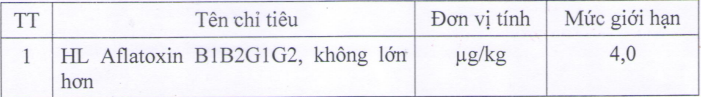 TT Tên chỉ tiêu Đơn vị tính Mức giới hạn
1 HL Aflatoxin B1B2G1G2, không lớn µg/kg 4,0
hơn